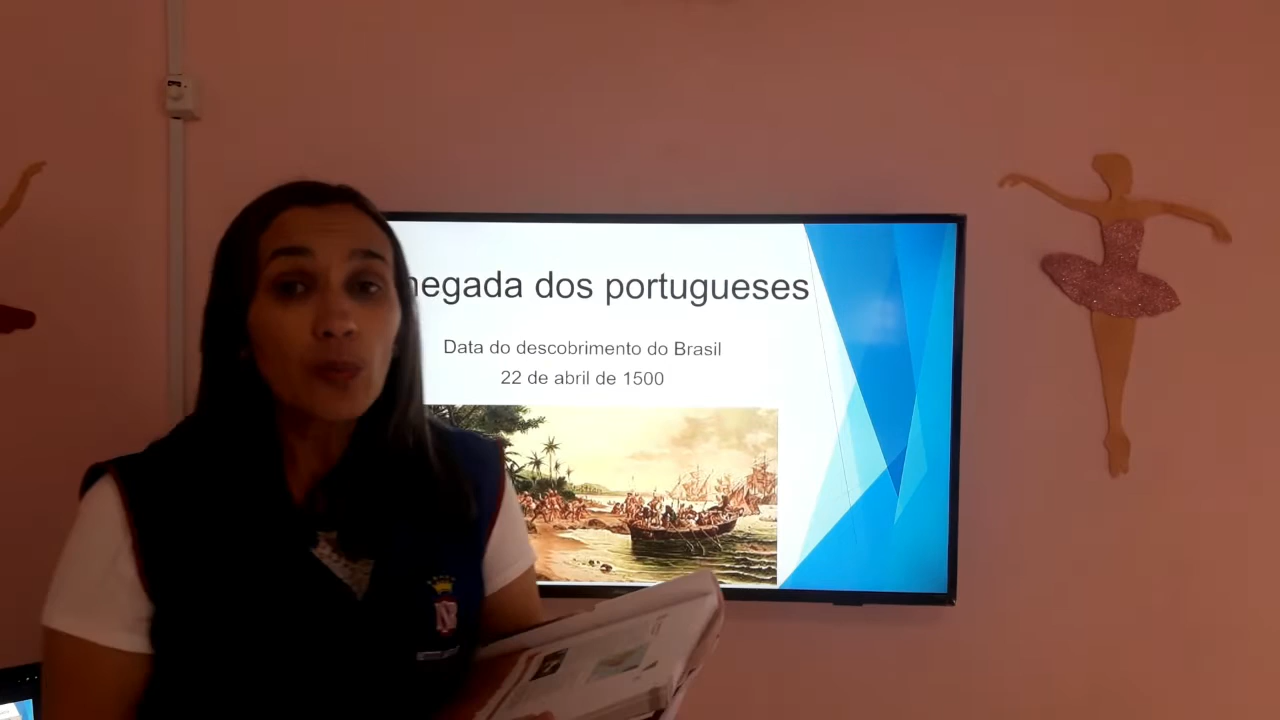 hegada dos portugueses
Data do descobrimento do Brasil
22 de abril de 1500